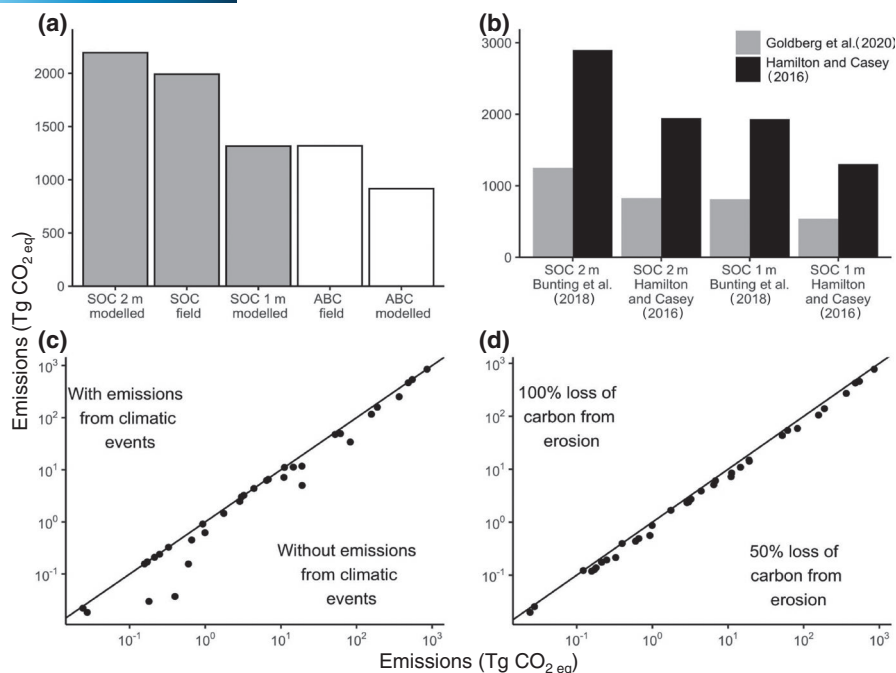 (a)
2000
1500
1000
500
0
SOC 2 m modelled
SOC field
SOC 1 m modelled
ABC field
ABC modelled
(b)
3000
2000
1000
0
Goldberg et al.(2020)
Hamilton and Casey
(2016)
SOC 2 m Bunting et al. (2018)
SOC 2 m Hamilton and Casey (2016)
SOC 1 m Bunting et al. (2018)
SOC 1 m Hamilton and Casey (2016)
Emissions (Tg CO2 eq)
(c)
10³
10²
10¹
10⁰
10⁻¹
With emissions
from climatic
events
Without emissions
from climatic
events
10⁻¹ 10⁰ 10¹ 10² 10³
(d)
10³
10²
10¹
10⁰
10⁻¹
100% loss of
carbon from
erosion
50% loss of
carbon from
erosion
10⁻¹ 10⁰ 10¹ 10² 10³
Emissions (Tg CO2 eq)